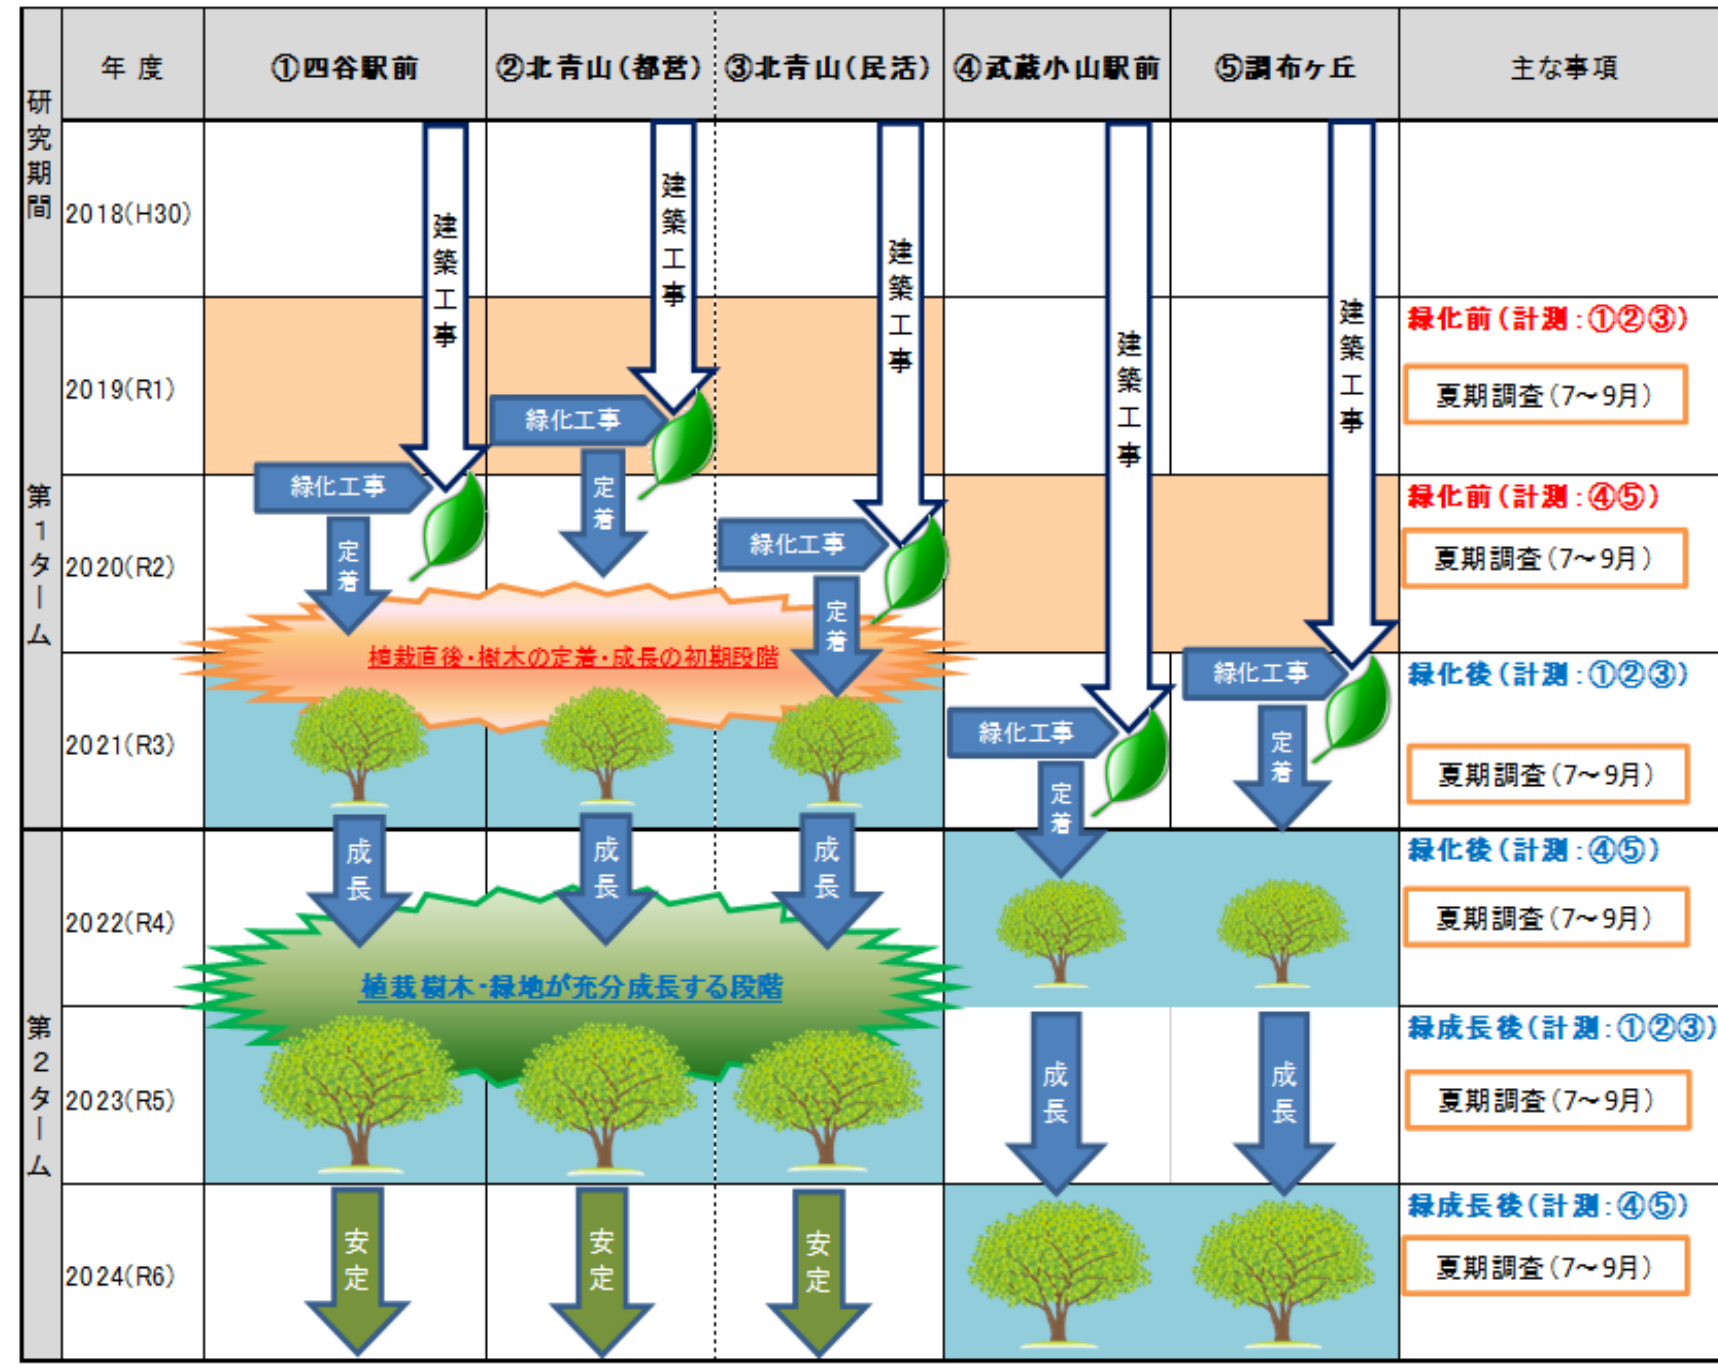 研究期間
年度
①四谷駅前
②北青山(都営)
③北青山(民活)
④武蔵小山駅前
⑤調布ヶ丘
主な事項
2018(H30)
建築工事
建築工事
建築工事
建築工事
建築工事
第1ターム
2019(R1)
緑化工事
緑化前(計測:①②③)
夏期調査(7～9月)
2020(R2)
緑化工事
定着
定着
緑化工事
定着
緑化前(計測:④⑤)
夏期調査(7～9月)
植栽直後・樹木の定着・成長の初期段階
2021(R3)
緑化工事
定着
緑化工事
定着
緑化後(計測:①②③)
夏期調査(7～9月)
第2ターム
2022(R4)
成長
成長
成長
緑化後(計測:④⑤)
夏期調査(7～9月)
植栽樹木・緑地が充分成長する段階
2023(R5)
成長
成長
緑成長後(計測:①②③)
夏期調査(7～9月)
2024(R6)
安定
安定
安定
緑成長後(計測:④⑤)
夏期調査(7～9月)